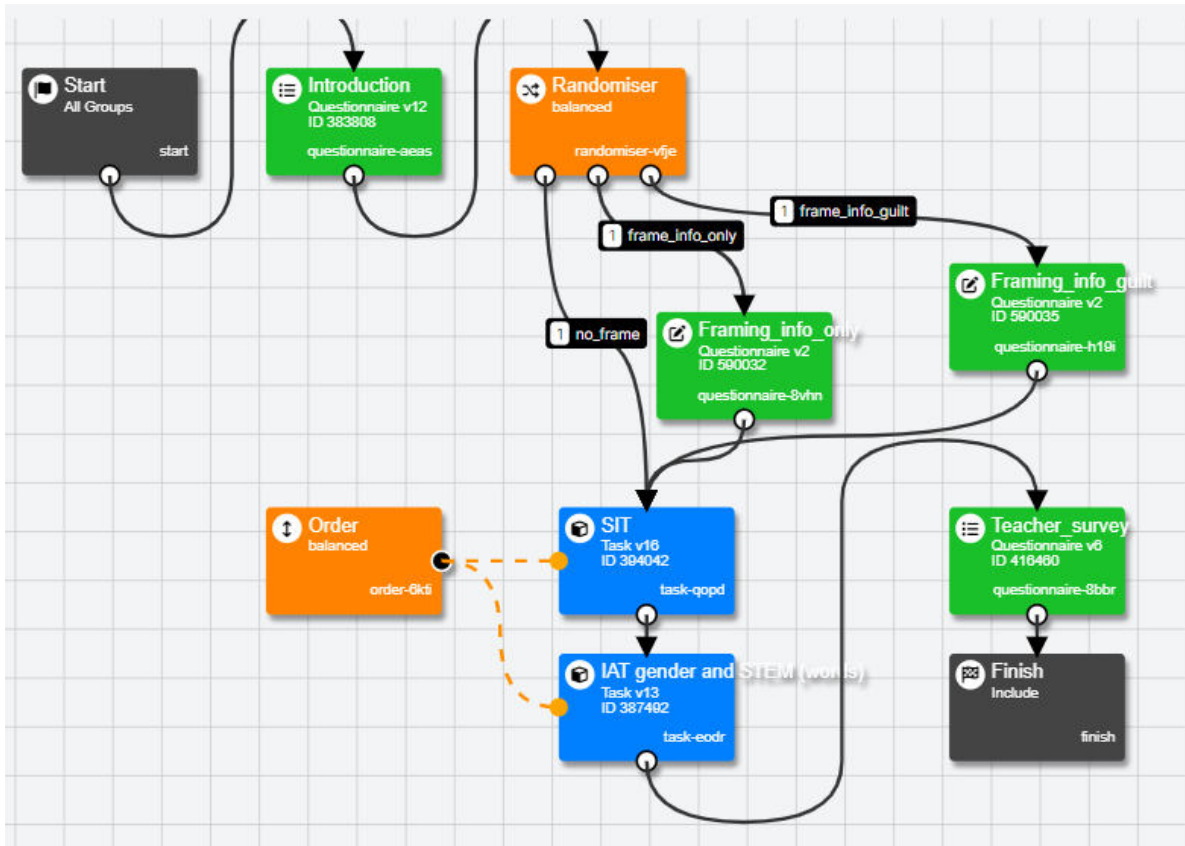 Start
All Groups
start
Introduction
Questionnaire v12
ID 383808
questionnaire-aeas
Randomiser
balanced
randomiser-vfje
1 frame_info_guilt
1 frame_info_only
1 no_frame
Framing_info_guilt
Questionnaire v2
ID 590035
questionnaire-h19i
Framing_info_only
Questionnaire v2
ID 590032
questionnaire-8vhn
Order
balanced
order-6kti
SIT
Task v16
ID 394042
task-qopd
Teacher_survey
Questionnaire v6
ID 416460
questionnaire-8bbr
IAT gender and STEM (words)
Task v13
ID 387492
task-eodr
Finish
Include
finish